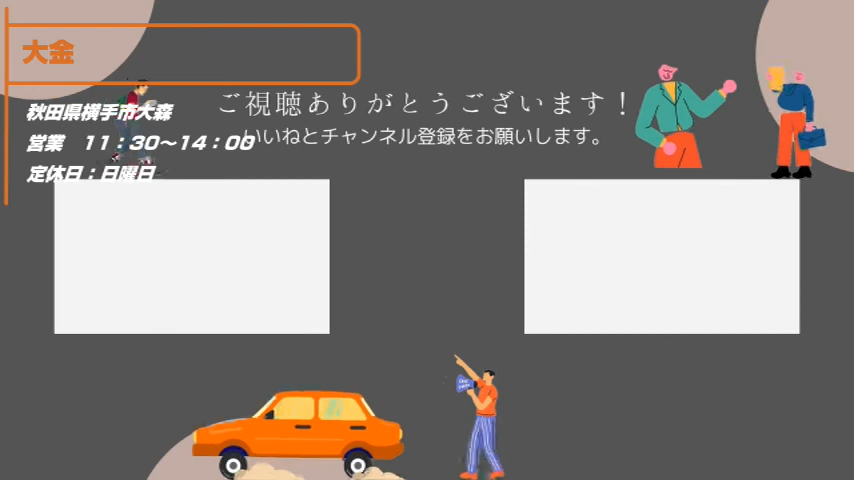 大金
秋田県横手市大森
営業 11:30~14:00
定休日:日曜日
ご視聴ありがとうございます!
いいねとチャンネル登録をお願いします。